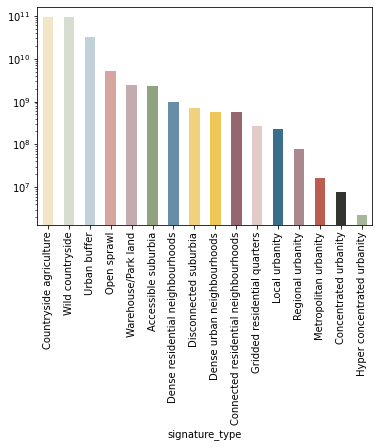 10¹¹
10¹⁰
10⁹
10⁸
10⁷
Countryside agriculture
Wild countryside
Urban buffer
Open sprawl
Warehouse/Park land
Accessible suburbia
Dense residential neighbourhoods
Disconnected suburbia
Dense urban neighbourhoods
Connected residential neighbourhoods
Gridded residential quarters
Local urbanity
Regional urbanity
Metropolitan urbanity
Concentrated urbanity
Hyper concentrated urbanity
signature_type